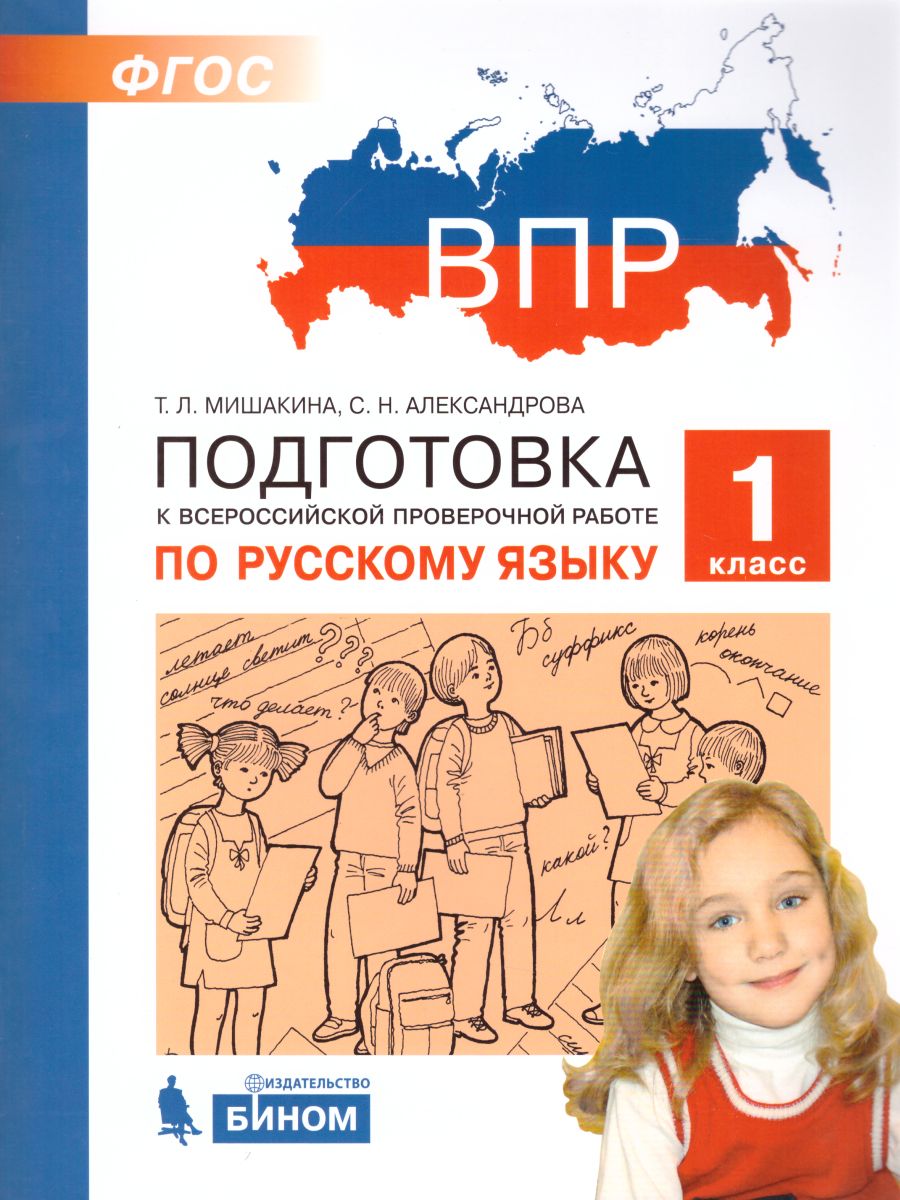 ФГОС
ВПР
Т. Л. МИШАКИНА, С. Н. АЛЕКСАНДРОВА
ПОДГОТОВКА
К ВСЕРОССИЙСКОЙ ПРОВЕРОЧНОЙ РАБОТЕ
ПО РУССКОМУ ЯЗЫКУ
1
класс
летает
солнце светит ????
что делает?
Бб
суффикс
корень
окончание
какой?
Лл
ИЗДАТЕЛЬСТВО
БИНОМ